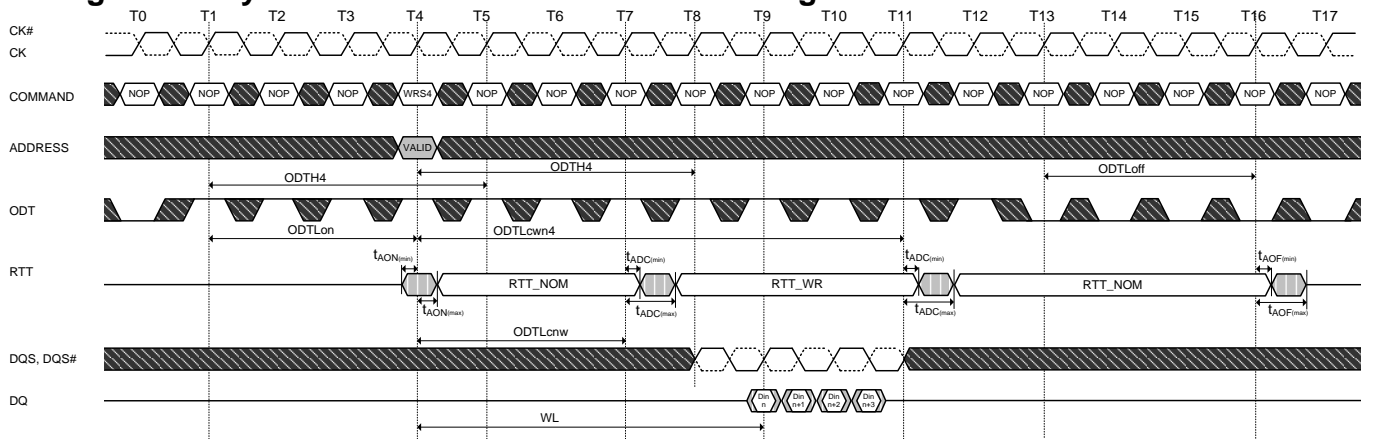 T0 T1 T2 T3 T4 T5 T6 T7 T8 T9 T10 T11 T12 T13 T14 T15 T16 T17
CK#
CK
COMMAND NOP NOP NOP NOP WRS4 NOP NOP NOP NOP NOP NOP NOP NOP NOP NOP NOP NOP NOP
ADDRESS VALID
ODTH4 ODTH4 ODTLoff
ODT
ODTLon ODTLcwn4
tAON(min) tADC(min) tADC(min) tAOF(min)
RTT RTT_NOM RTT_WR RTT_NOM
tAON(max) tADC(max) tADC(max) tAOF(max)
ODTLcnw
DQS, DQS#
DQ Din n Din n+1 Din n+2 Din n+3
WL